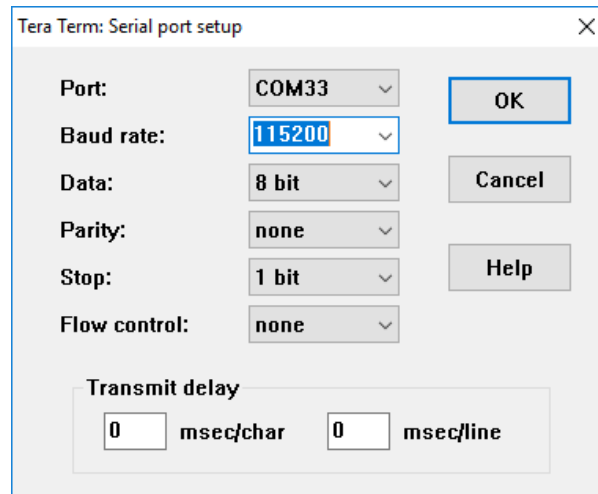 Tera Term: Serial port setup
Port: COM33
OK
Baud rate: 115200
Data: 8 bit
Cancel
Parity: none
Stop: 1 bit
Help
Flow control: none
Transmit delay
0 msec/char 0 msec/line